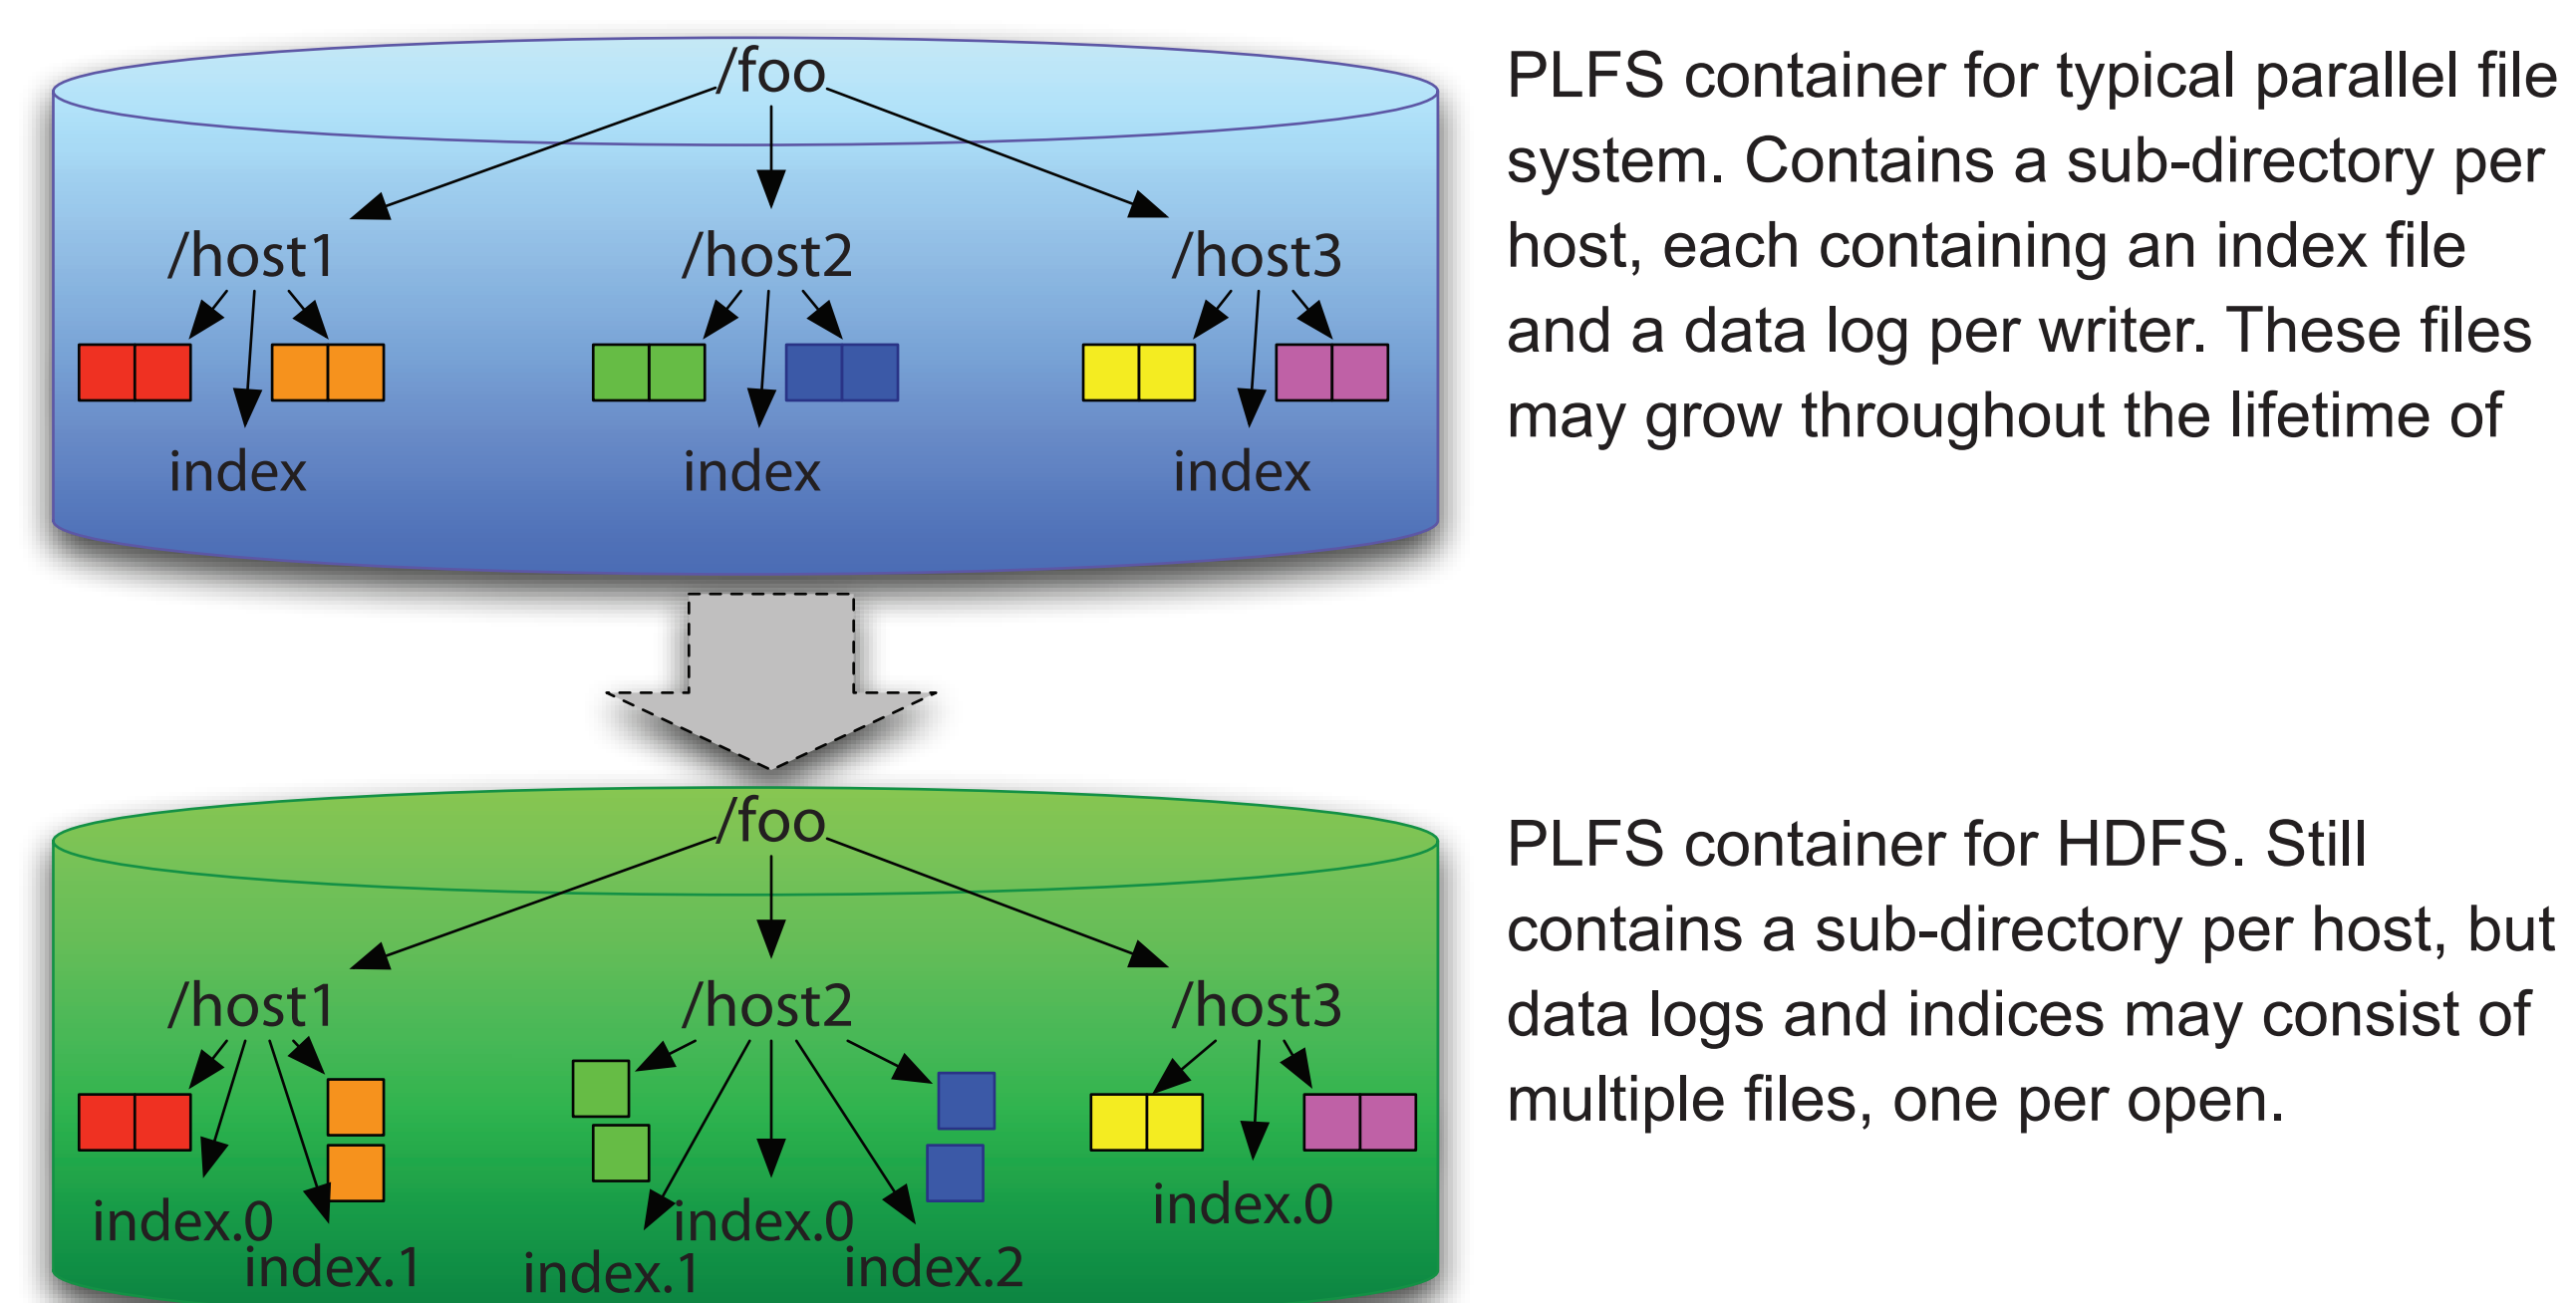 /foo
/host1
/host2
/host3
index
index
index
PLFS container for typical parallel file
system. Contains a sub-directory per
host, each containing an index file
and a data log per writer. These files
may grow throughout the lifetime of
/foo
/host1
/host2
/host3
index.0
index.1
index.1
index.0
index.2
index.0
PLFS container for HDFS. Still
contains a sub-directory per host, but
data logs and indices may consist of
multiple files, one per open.